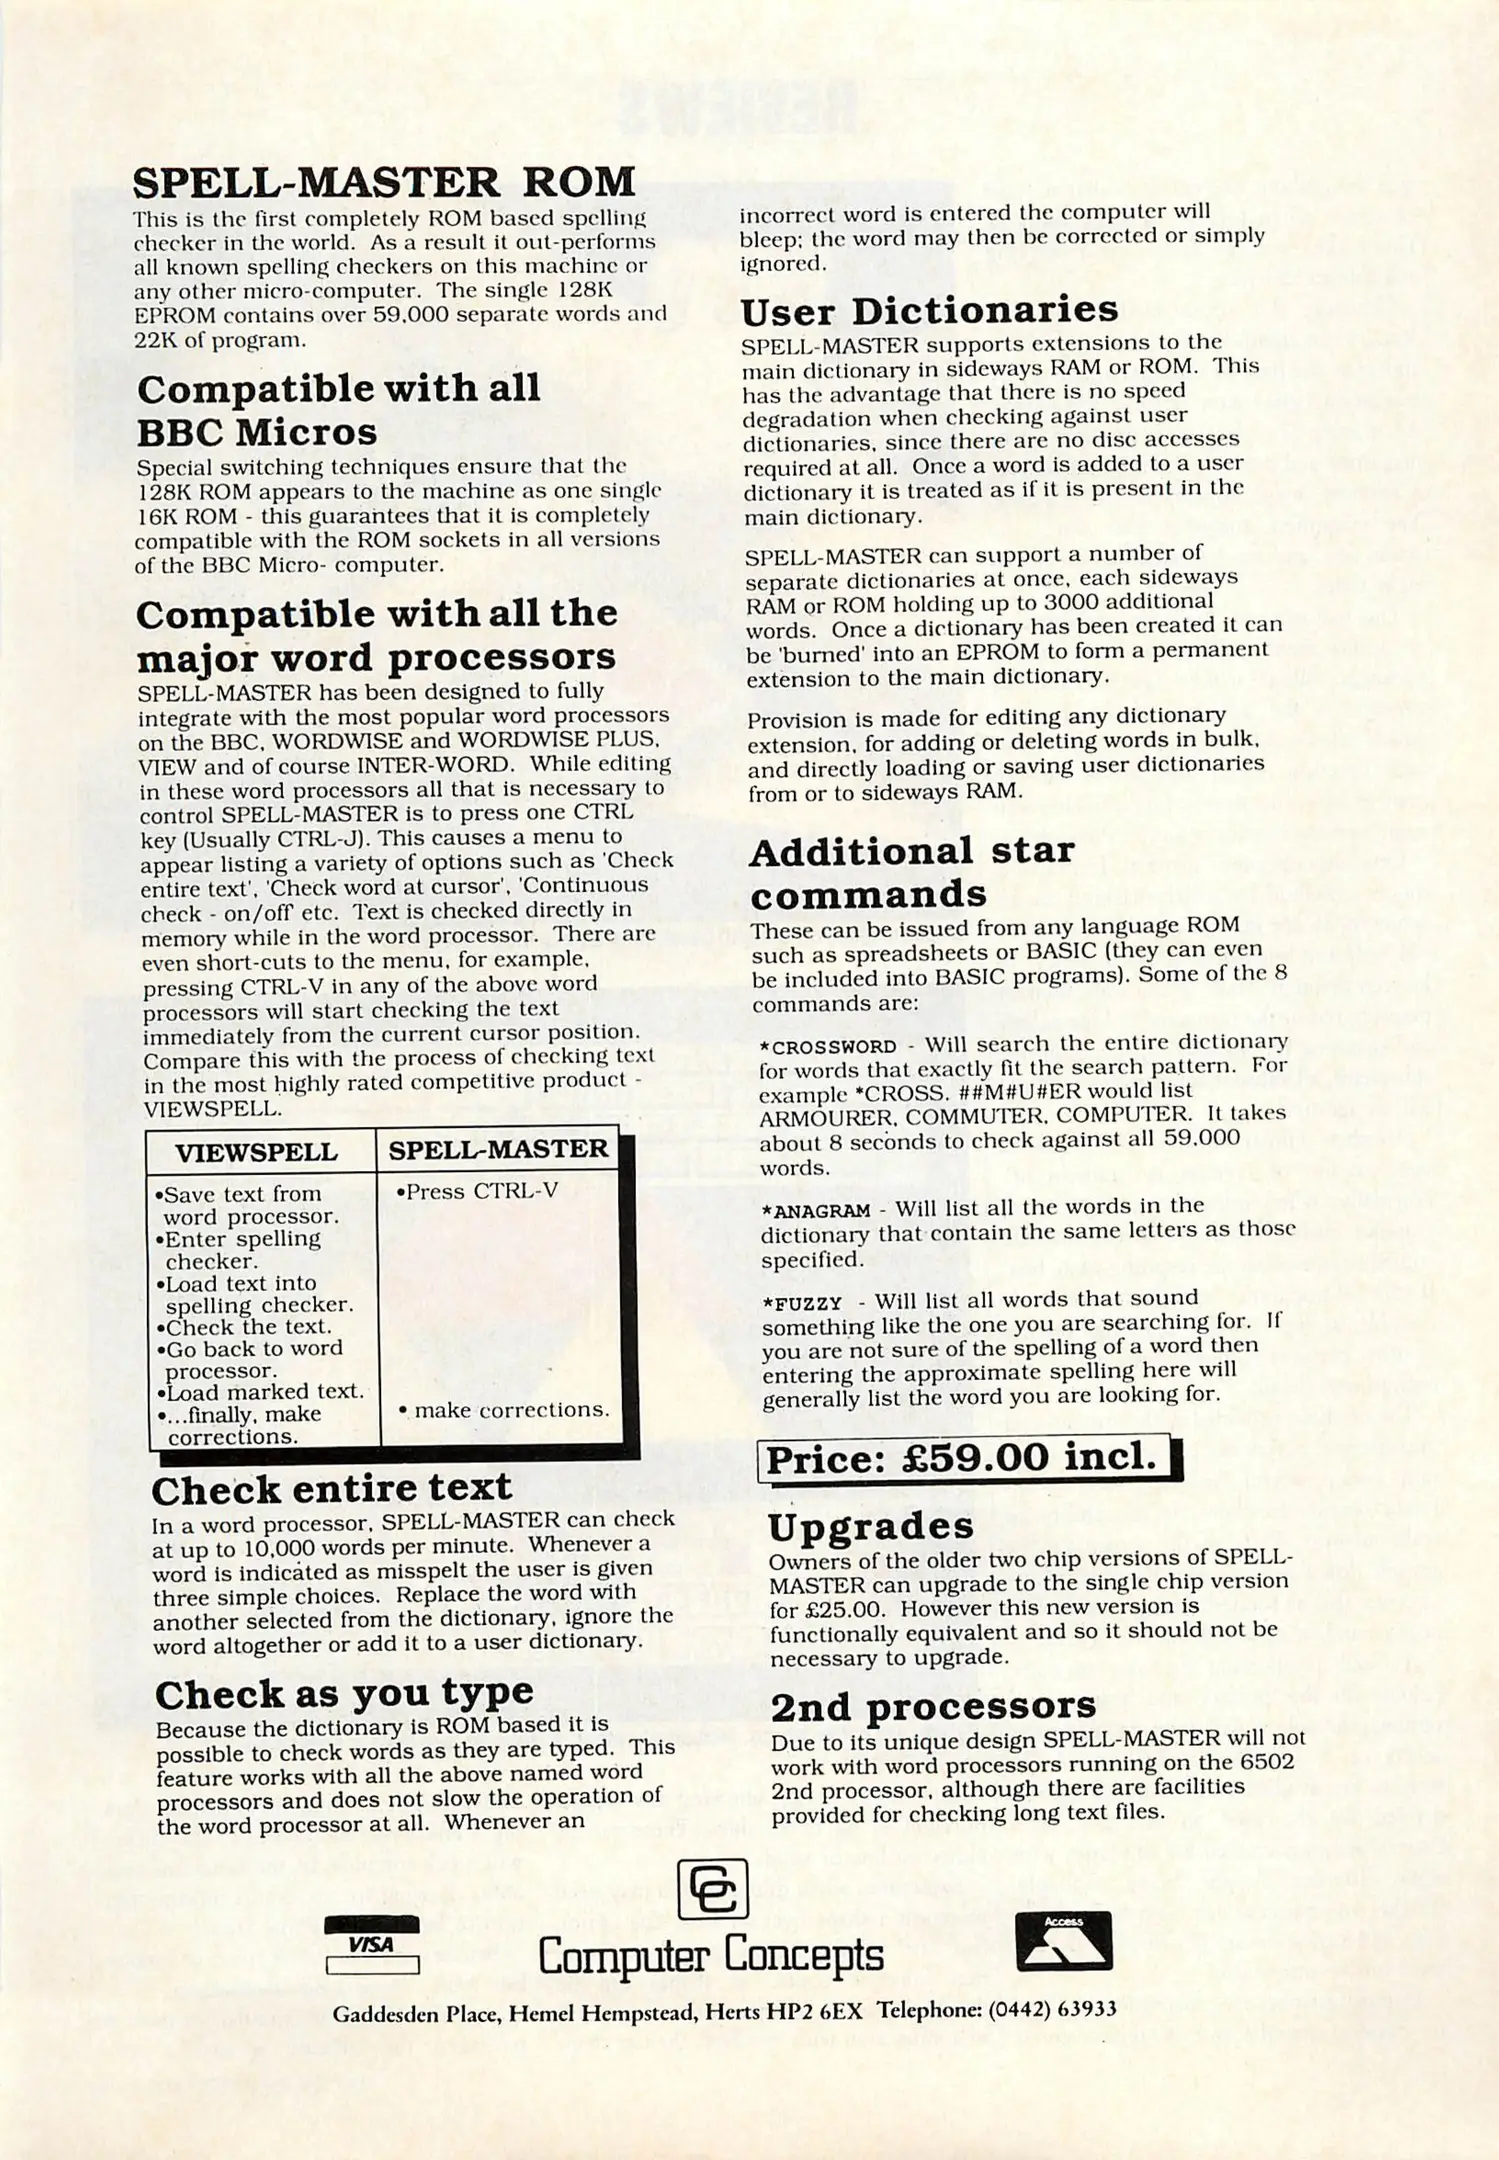 SPELL-MASTER ROM
This is the first completely ROM based spelling
checker in the world. As a result it out-performs
all known spelling checkers on this machine or
any other micro-computer. The single 128K
EPROM contains over 59,000 separate words and
22K of program.
Compatible with all
BBC Micros
Special switching techniques ensure that the
128K ROM appears to the machine as one single
16K ROM - this guarantees that it is completely
compatible with the ROM sockets in all versions
of the BBC Micro- computer.
Compatible with all the
major word processors
SPELL-MASTER has been designed to fully
integrate with the most popular word processors
on the BBC, WORDWISE and WORDWISE PLUS,
VIEW and of course INTER-WORD. While editing
in these word processors all that is necessary to
control SPELL-MASTER is to press one CTRL
key (Usually CTRL-J). This causes a menu to
appear listing a variety of options such as 'Check
entire text', 'Check word at cursor', 'Continuous
check - on/off' etc. Text is checked directly in
memory while in the word processor. There are
even short-cuts to the menu, for example,
pressing CTRL-V in any of the above word
processors will start checking the text
immediately from the current cursor position.
Compare this with the process of checking text
in the most highly rated competitive product -
VIEWSPELL.
VIEWSPELL
•Save text from
word processor.
•Enter spelling
checker.
•Load text into
spelling checker.
•Check the text.
•Go back to word
processor.
•Load marked text.
•...finally, make
corrections.
SPELL-MASTER
•Press CTRL-V
• make corrections.
Check entire text
In a word processor, SPELL-MASTER can check
at up to 10,000 words per minute. Whenever a
word is indicated as misspelt the user is given
three simple choices. Replace the word with
another selected from the dictionary, ignore the
word altogether or add it to a user dictionary.
Check as you type
Because the dictionary is ROM based it is
possible to check words as they are typed. This
feature works with all the above named word
processors and does not slow the operation of
the word processor at all. Whenever an
incorrect word is entered the computer will
bleep; the word may then be corrected or simply
ignored.
User Dictionaries
SPELL-MASTER supports extensions to the
main dictionary in sideways RAM or ROM. This
has the advantage that there is no speed
degradation when checking against user
dictionaries, since there are no disc accesses
required at all. Once a word is added to a user
dictionary it is treated as if it is present in the
main dictionary.
SPELL-MASTER can support a number of
separate dictionaries at once, each sideways
RAM or ROM holding up to 3000 additional
words. Once a dictionary has been created it can
be 'burned' into an EPROM to form a permanent
extension to the main dictionary.
Provision is made for editing any dictionary
extension, for adding or deleting words in bulk,
and directly loading or saving user dictionaries
from or to sideways RAM.
Additional star
commands
These can be issued from any language ROM
such as spreadsheets or BASIC (they can even
be included into BASIC programs). Some of the 8
commands are:
*CROSSWORD - Will search the entire dictionary
for words that exactly fit the search pattern. For
example *CROSS. ##M#U#ER would list
ARMOURER, COMMUTER, COMPUTER. It takes
about 8 seconds to check against all 59,000
words.
*ANAGRAM - Will list all the words in the
dictionary that contain the same letters as those
specified.
*FUZZY - Will list all words that sound
something like the one you are searching for. If
you are not sure of the spelling of a word then
entering the approximate spelling here will
generally list the word you are looking for.
Price: £59.00 incl.
Upgrades
Owners of the older two chip versions of SPELL-
MASTER can upgrade to the single chip version
for £25.00. However this new version is
functionally equivalent and so it should not be
necessary to upgrade.
2nd processors
Due to its unique design SPELL-MASTER will not
work with word processors running on the 6502
2nd processor, although there are facilities
provided for checking long text files.
CC
VISA
Computer Concepts
Access
Gaddesden Place, Hemel Hempstead, Herts HP2 6EX Telephone: (0442) 63933